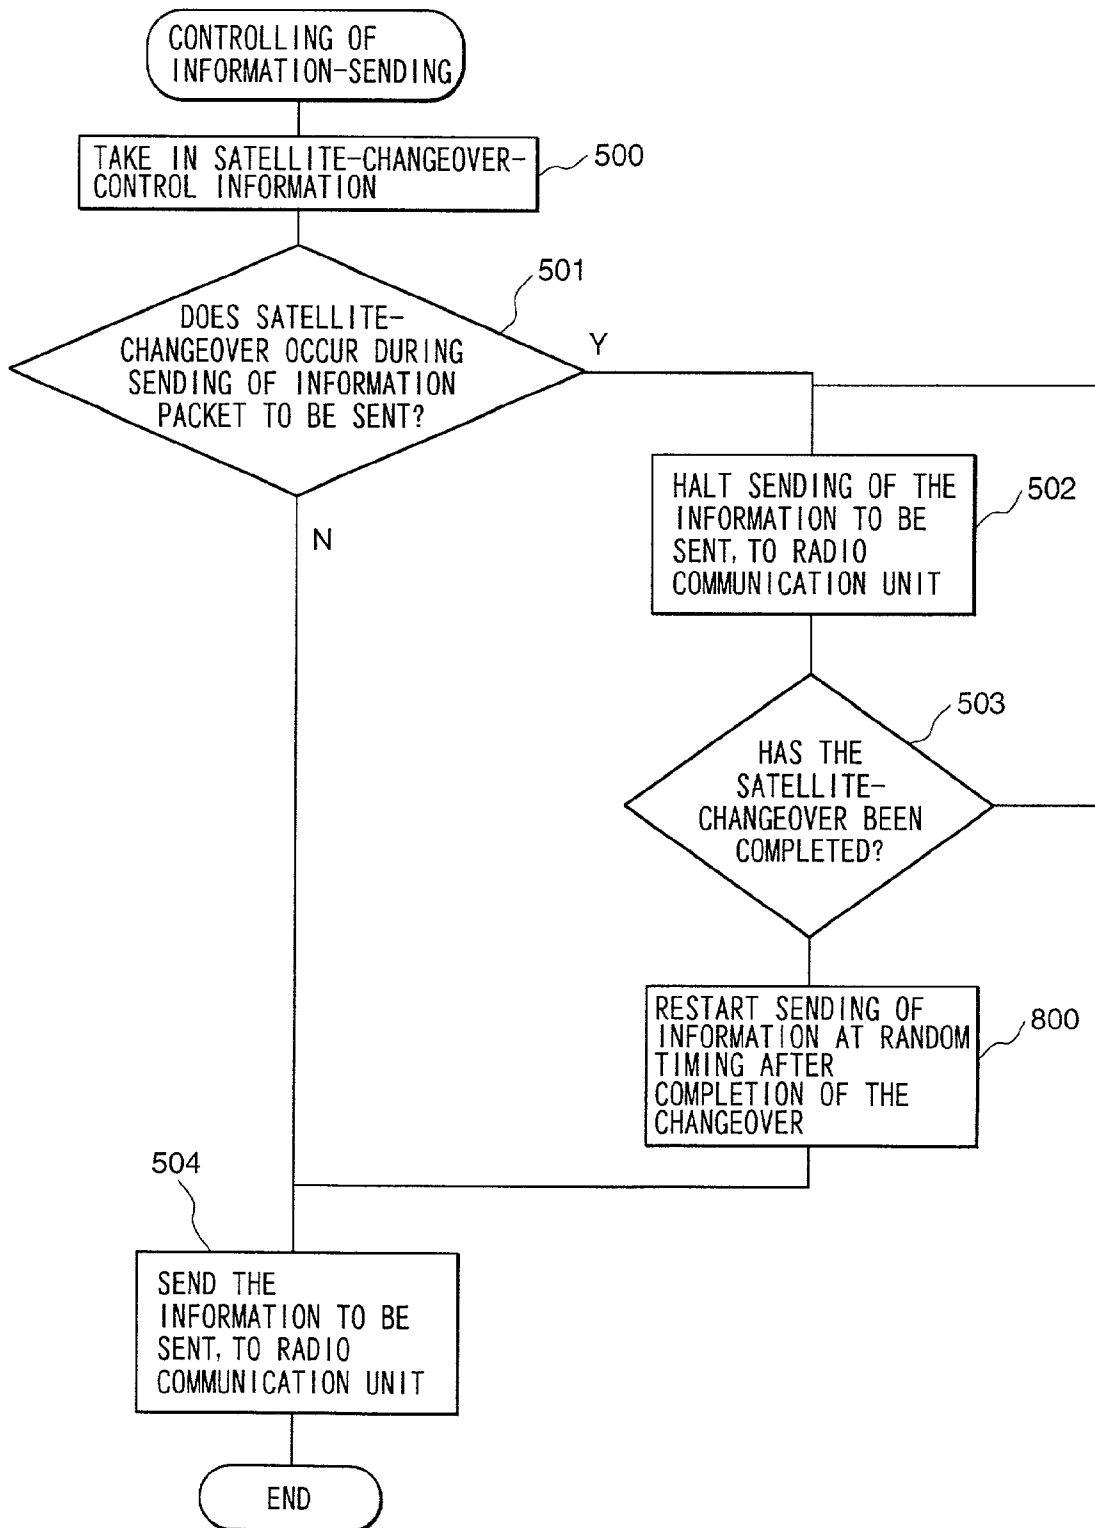 CONTROLLING OF
INFORMATION-SENDING
TAKE IN SATELLITE-CHANGEOVER-
CONTROL INFORMATION
500
501
DOES SATELLITE-
CHANGEOVER OCCUR DURING
SENDING OF INFORMATION
PACKET TO BE SENT?
Y
N
HALT SENDING OF THE
INFORMATION TO BE
SENT, TO RADIO
COMMUNICATION UNIT
502
503
HAS THE
SATELLITE-
CHANGEOVER BEEN
COMPLETED?
RESTART SENDING OF
INFORMATION AT RANDOM
TIMING AFTER
COMPLETION OF THE
CHANGEOVER
800
504
SEND THE
INFORMATION TO BE
SENT, TO RADIO
COMMUNICATION UNIT
END